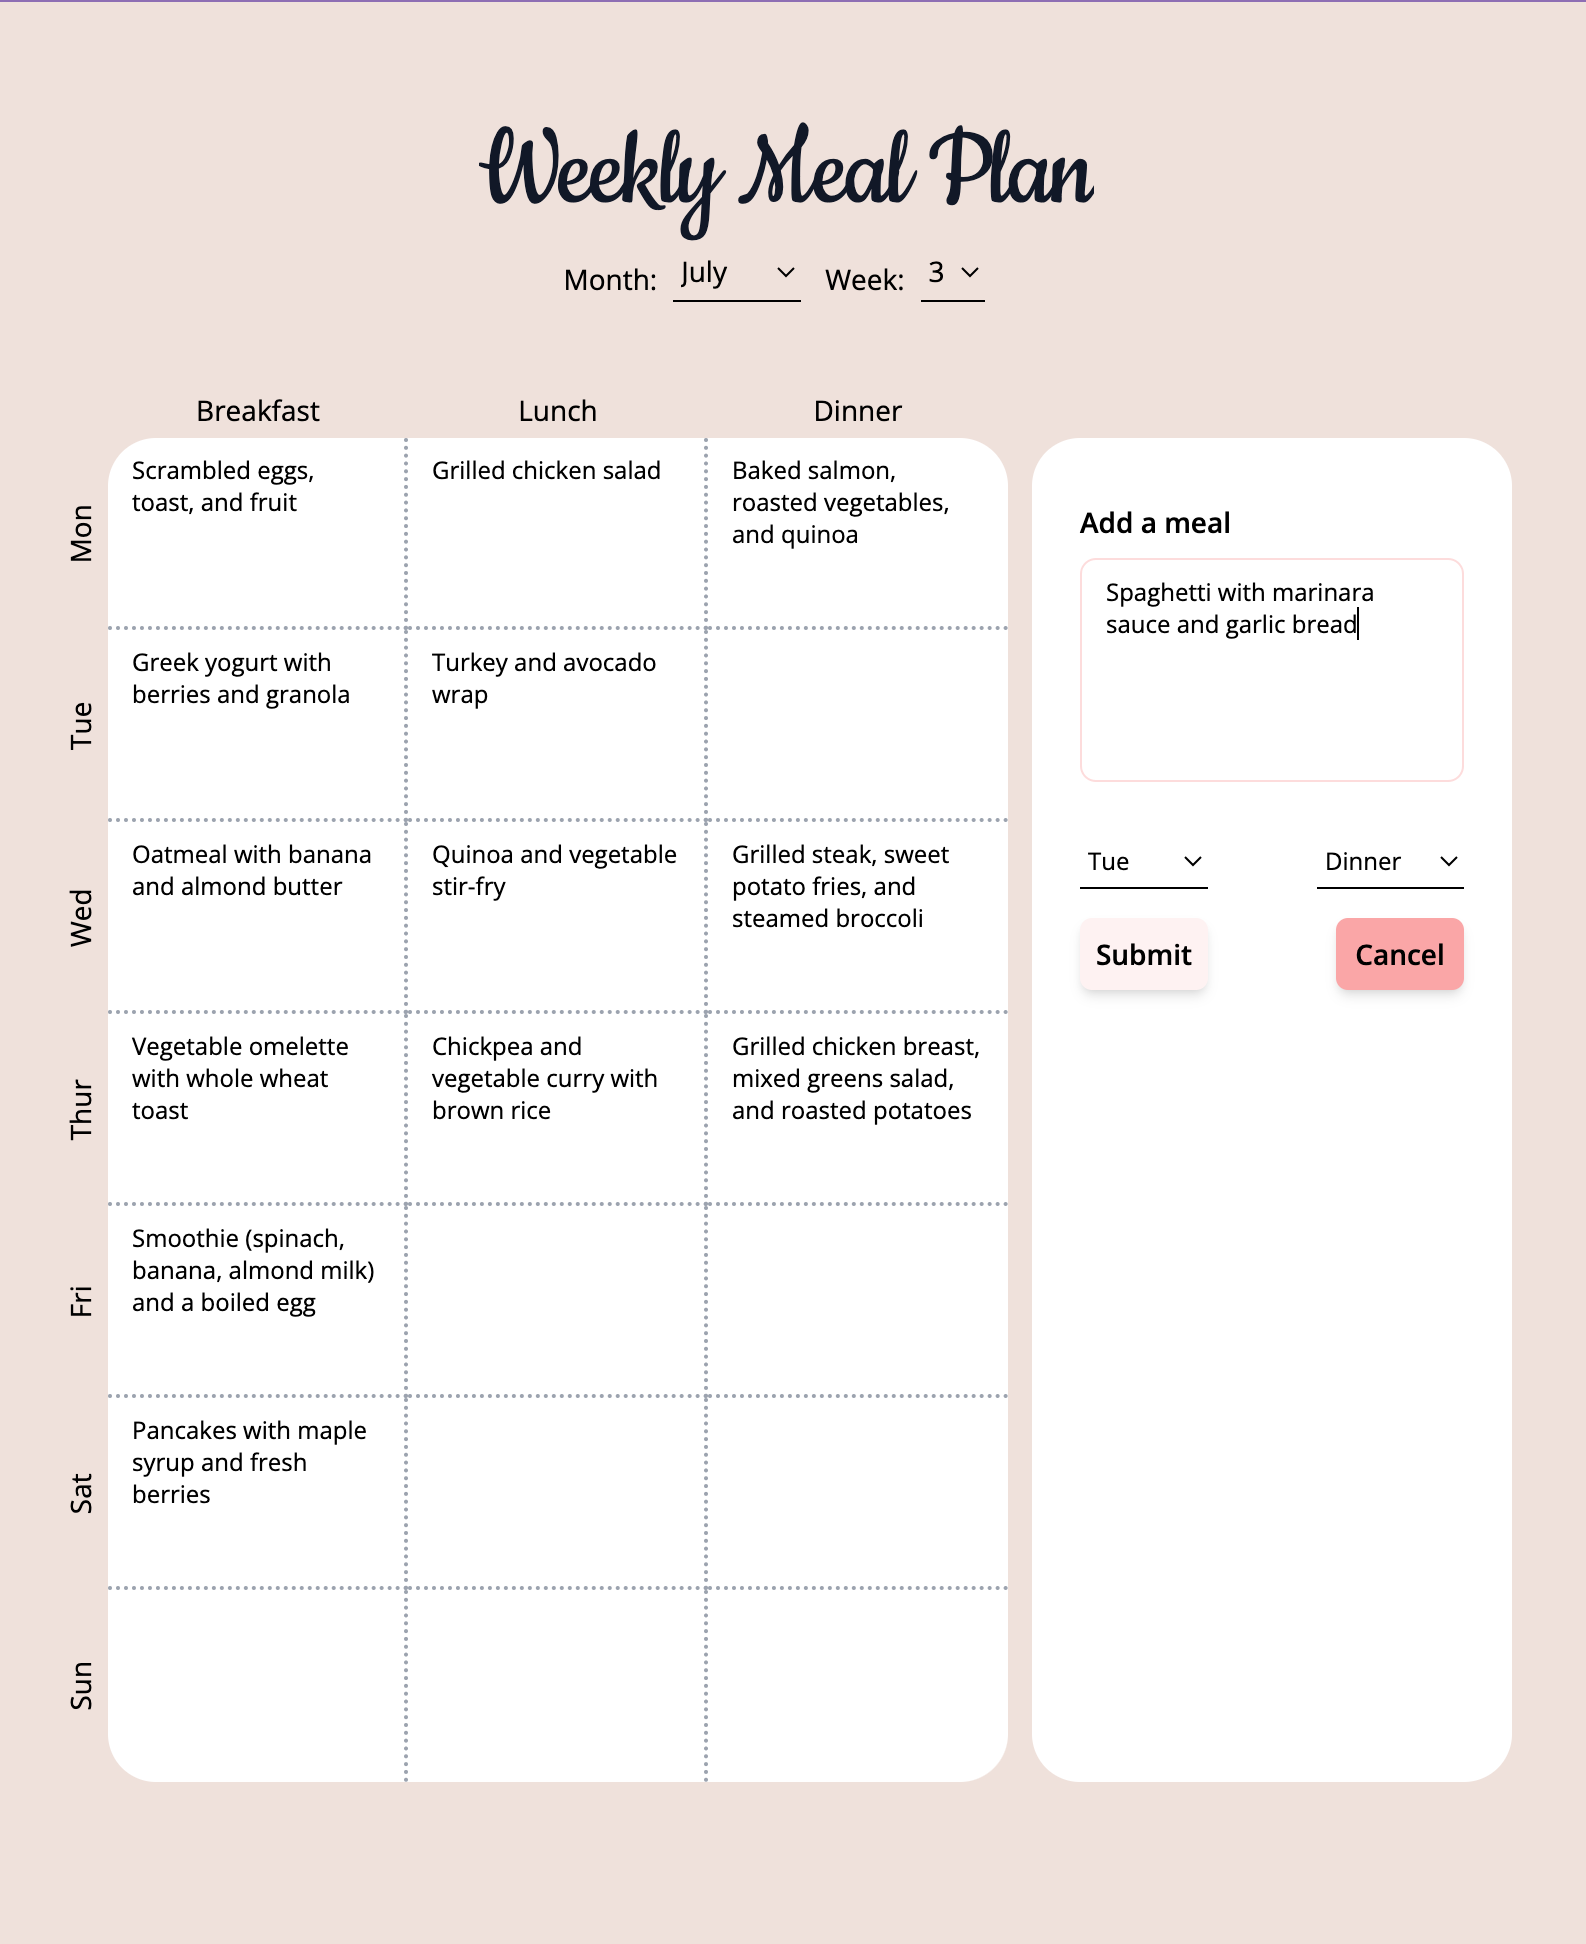 Weekly Meal Plan
Month: July Week: 3
Breakfast Lunch Dinner
Mon
Scrambled eggs,
toast, and fruit
Grilled chicken salad
Baked salmon,
roasted vegetables,
and quinoa
Tue
Greek yogurt with
berries and granola
Turkey and avocado
wrap
Wed
Oatmeal with banana
and almond butter
Quinoa and vegetable
stir-fry
Grilled steak, sweet
potato fries, and
steamed broccoli
Thur
Vegetable omelette
with whole wheat
toast
Chickpea and
vegetable curry with
brown rice
Grilled chicken breast,
mixed greens salad,
and roasted potatoes
Fri
Smoothie (spinach,
banana, almond milk)
and a boiled egg
Sat
Pancakes with maple
syrup and fresh
berries
Sun
Add a meal
Spaghetti with marinara
sauce and garlic bread
Tue Dinner
Submit Cancel